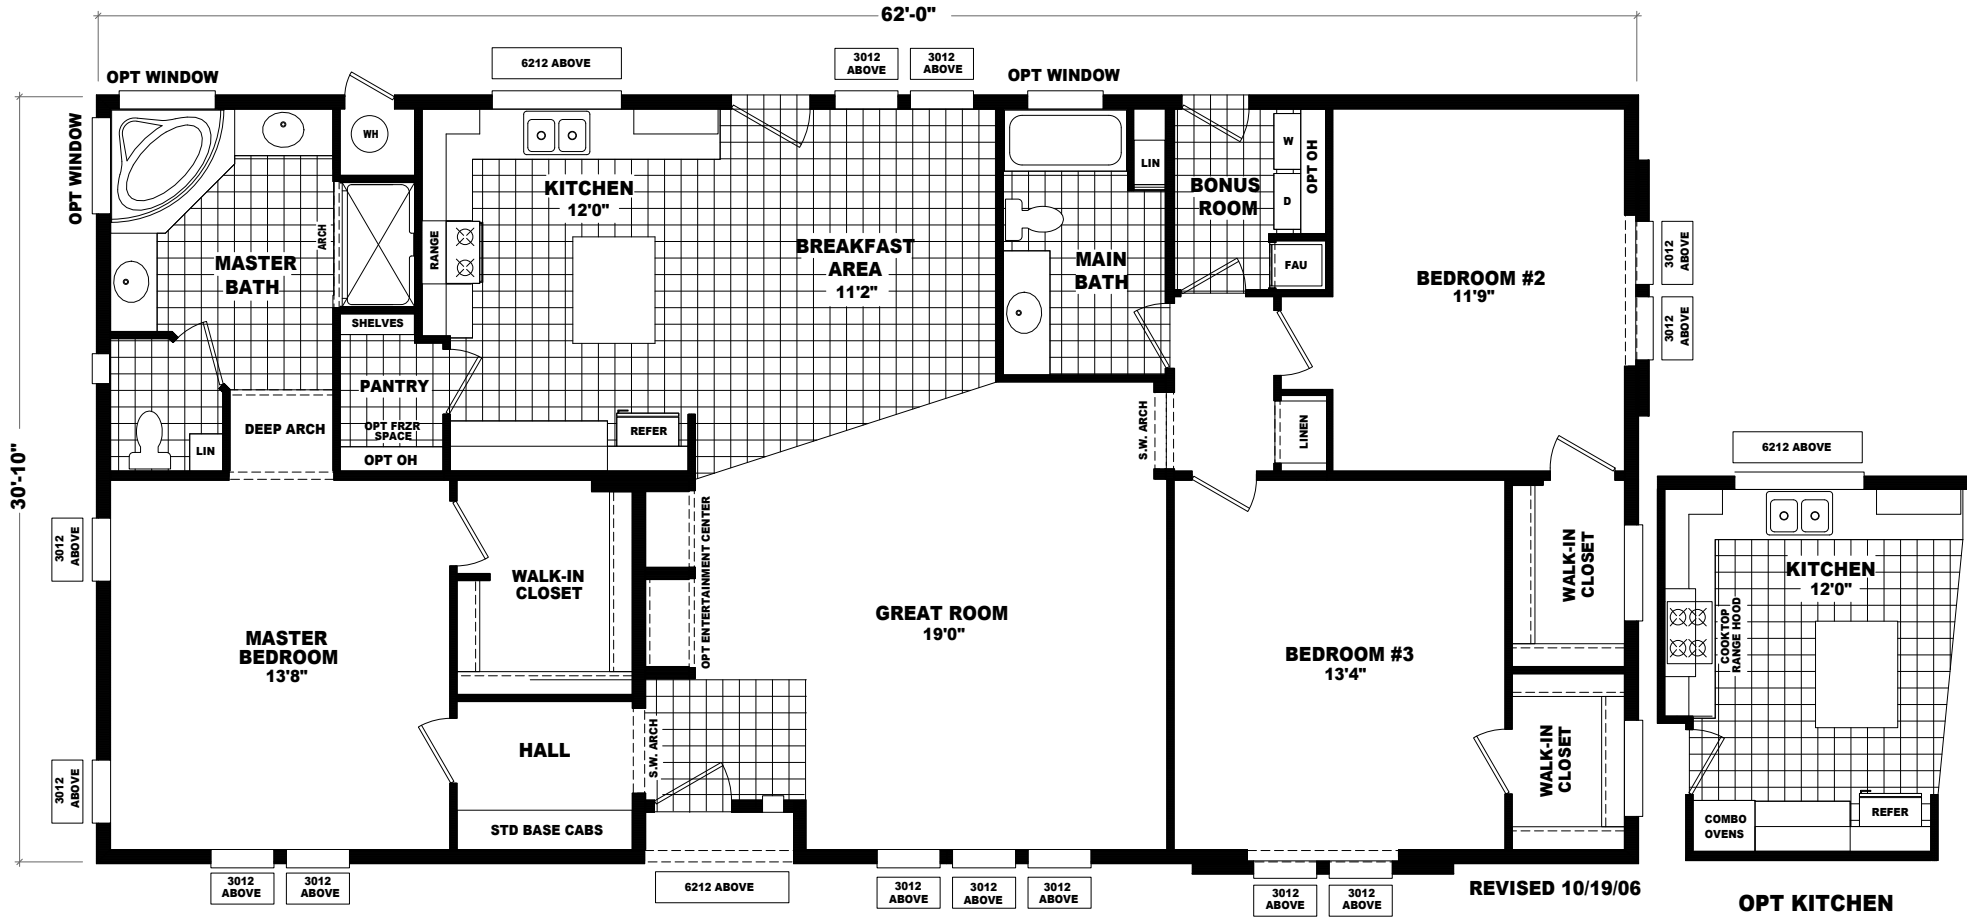 62'-0"
6212 ABOVE
3012
ABOVE
3012
ABOVE
OPT WINDOW
OPT WINDOW
OPT WINDOW
30'-10"
WH
ARCH
MASTER
BATH
SHELVES
PANTRY
OPT FRZR
SPACE
OPT OH
DEEP ARCH
LIN
KITCHEN
12'0"
RANGE
REFER
BREAKFAST
AREA
11'2"
MAIN
BATH
LIN
BONUS
ROOM
W
D
OPT OH
FAU
BEDROOM #2
11'9"
3012
ABOVE
3012
ABOVE
S.W. ARCH
LINEN
3012
ABOVE
3012
ABOVE
MASTER
BEDROOM
13'8"
WALK-IN
CLOSET
OPT ENTERTAINMENT CENTER
GREAT ROOM
19'0"
HALL
S.W. ARCH
STD BASE CABS
BEDROOM #3
13'4"
WALK-IN
CLOSET
WALK-IN
CLOSET
3012
ABOVE
3012
ABOVE
6212 ABOVE
3012
ABOVE
3012
ABOVE
3012
ABOVE
3012
ABOVE
3012
ABOVE
REVISED 10/19/06
6212 ABOVE
KITCHEN
12'0"
COOKTOP
RANGE HOOD
COMBO
OVENS
REFER
OPT KITCHEN